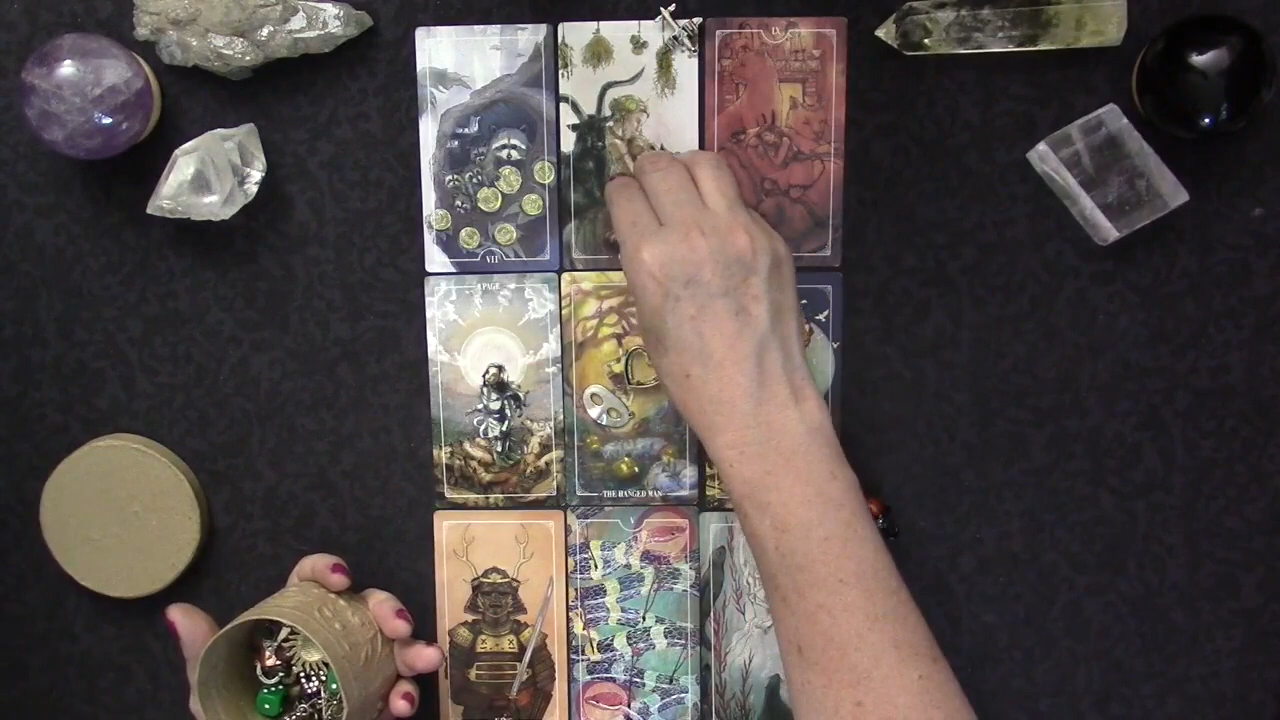 IX
VII
PAGE
THE HANGED MAN
V